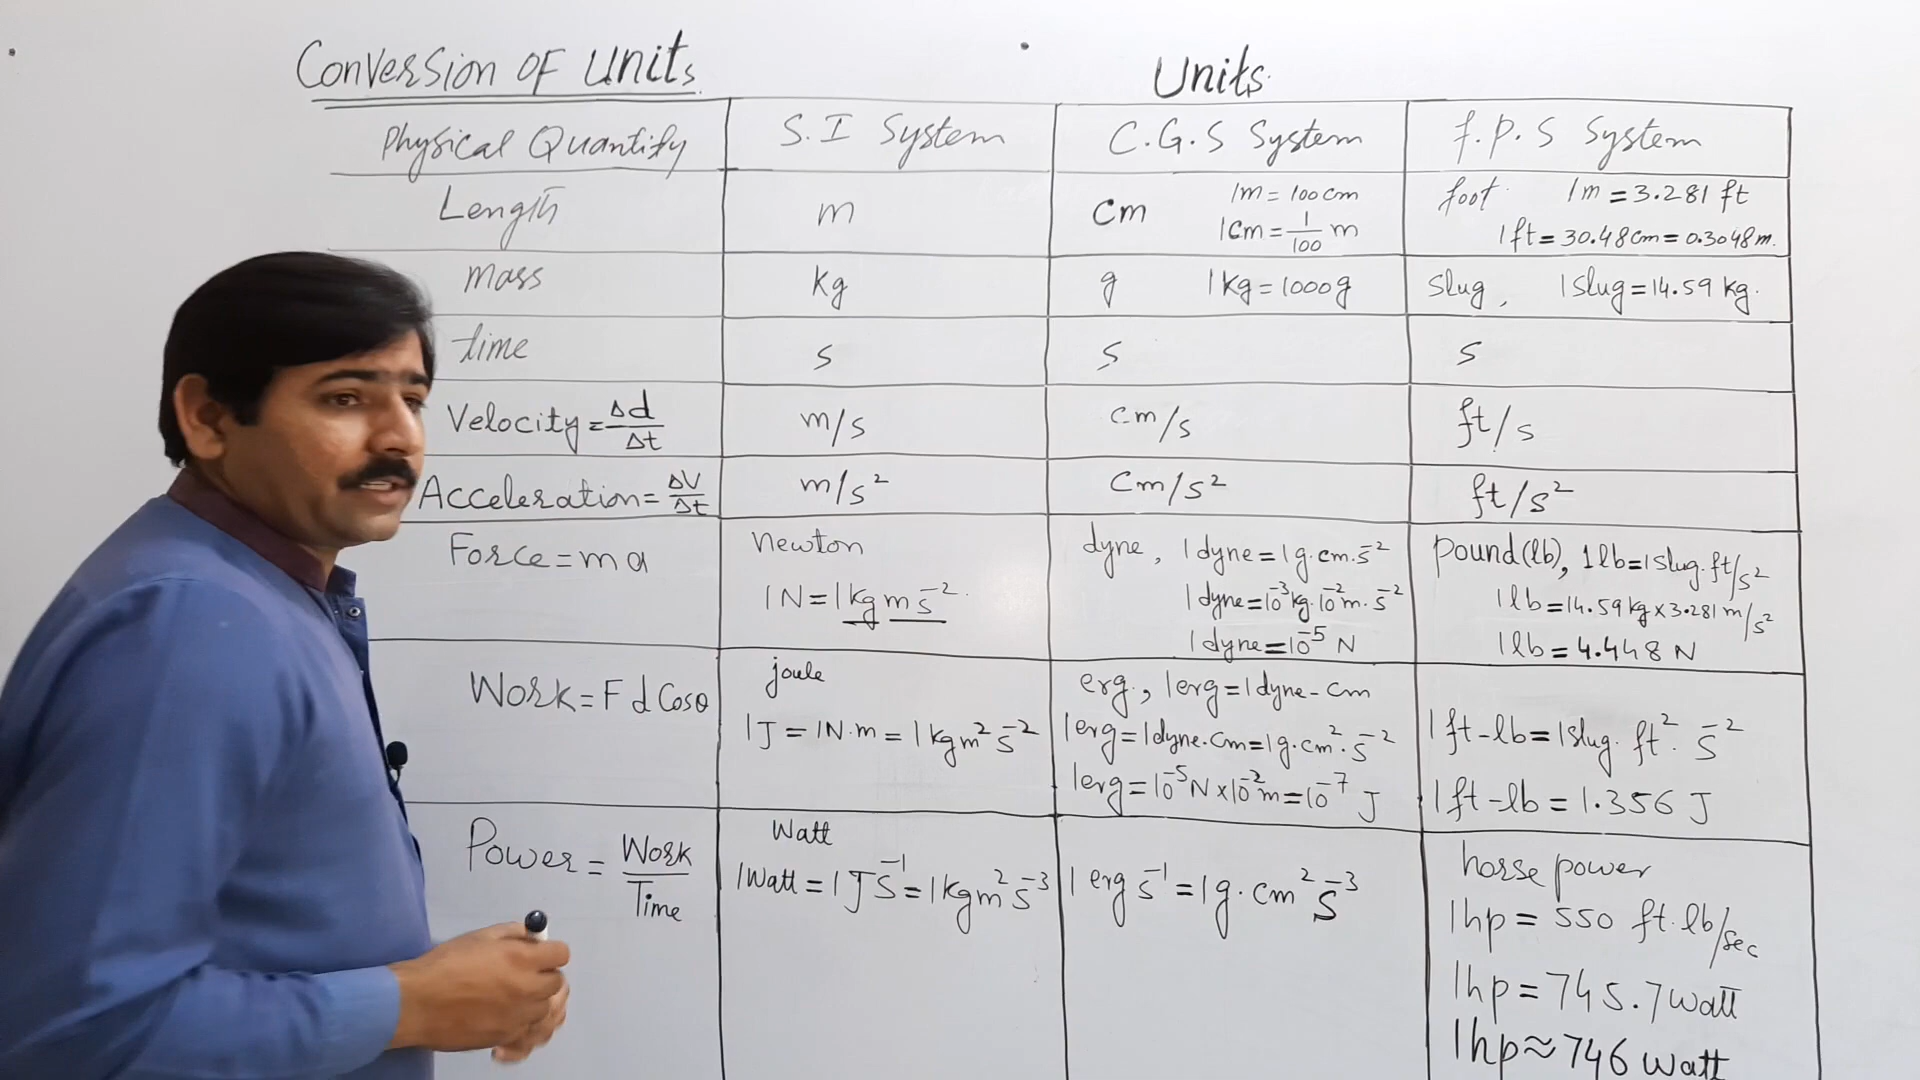 Conversion OF Units
Units
Physical Quantity S.I System C.G.S System f.P.S System
Length m cm 1m = 100cm foot 1m = 3.281 ft
1cm = 1/100 m 1ft = 30.48cm = 0.3048m.
Mass Kg g 1kg = 1000g Slug, 1slug = 14.59 kg.
time s s s
Velocity = Δd/Δt m/s cm/s ft/s
Acceleration = ΔV/Δt m/s² cm/s² ft/s²
Force = ma newton dyne, 1dyne = 1g.cm.s⁻² pound(lb), 1lb=1slug.ft/s²
1N = 1kg m s⁻² 1dyne=10⁻³kg.10⁻²m.s⁻² 1lb=14.59kg×3.281m/s²
1dyne=10⁻⁵ N 1lb = 4.448 N
Work = F d Cosθ joule erg., 1erg = 1dyne-cm
1J = 1N.m = 1kgm² s⁻² 1erg=1dyne.cm=1g.cm².s⁻² 1ft-lb=1slug.ft².s⁻²
1erg=10⁻⁵N×10⁻²m=10⁻⁷ J 1ft-lb = 1.356 J
Power = Work/Time Watt horse power
1Watt = 1Js⁻¹ = 1kgm²s⁻³ 1 erg s⁻¹ = 1g.cm² s⁻³ 1hp = 550 ft.lb/sec
1hp = 745.7watt
1hp ≈ 746 watt